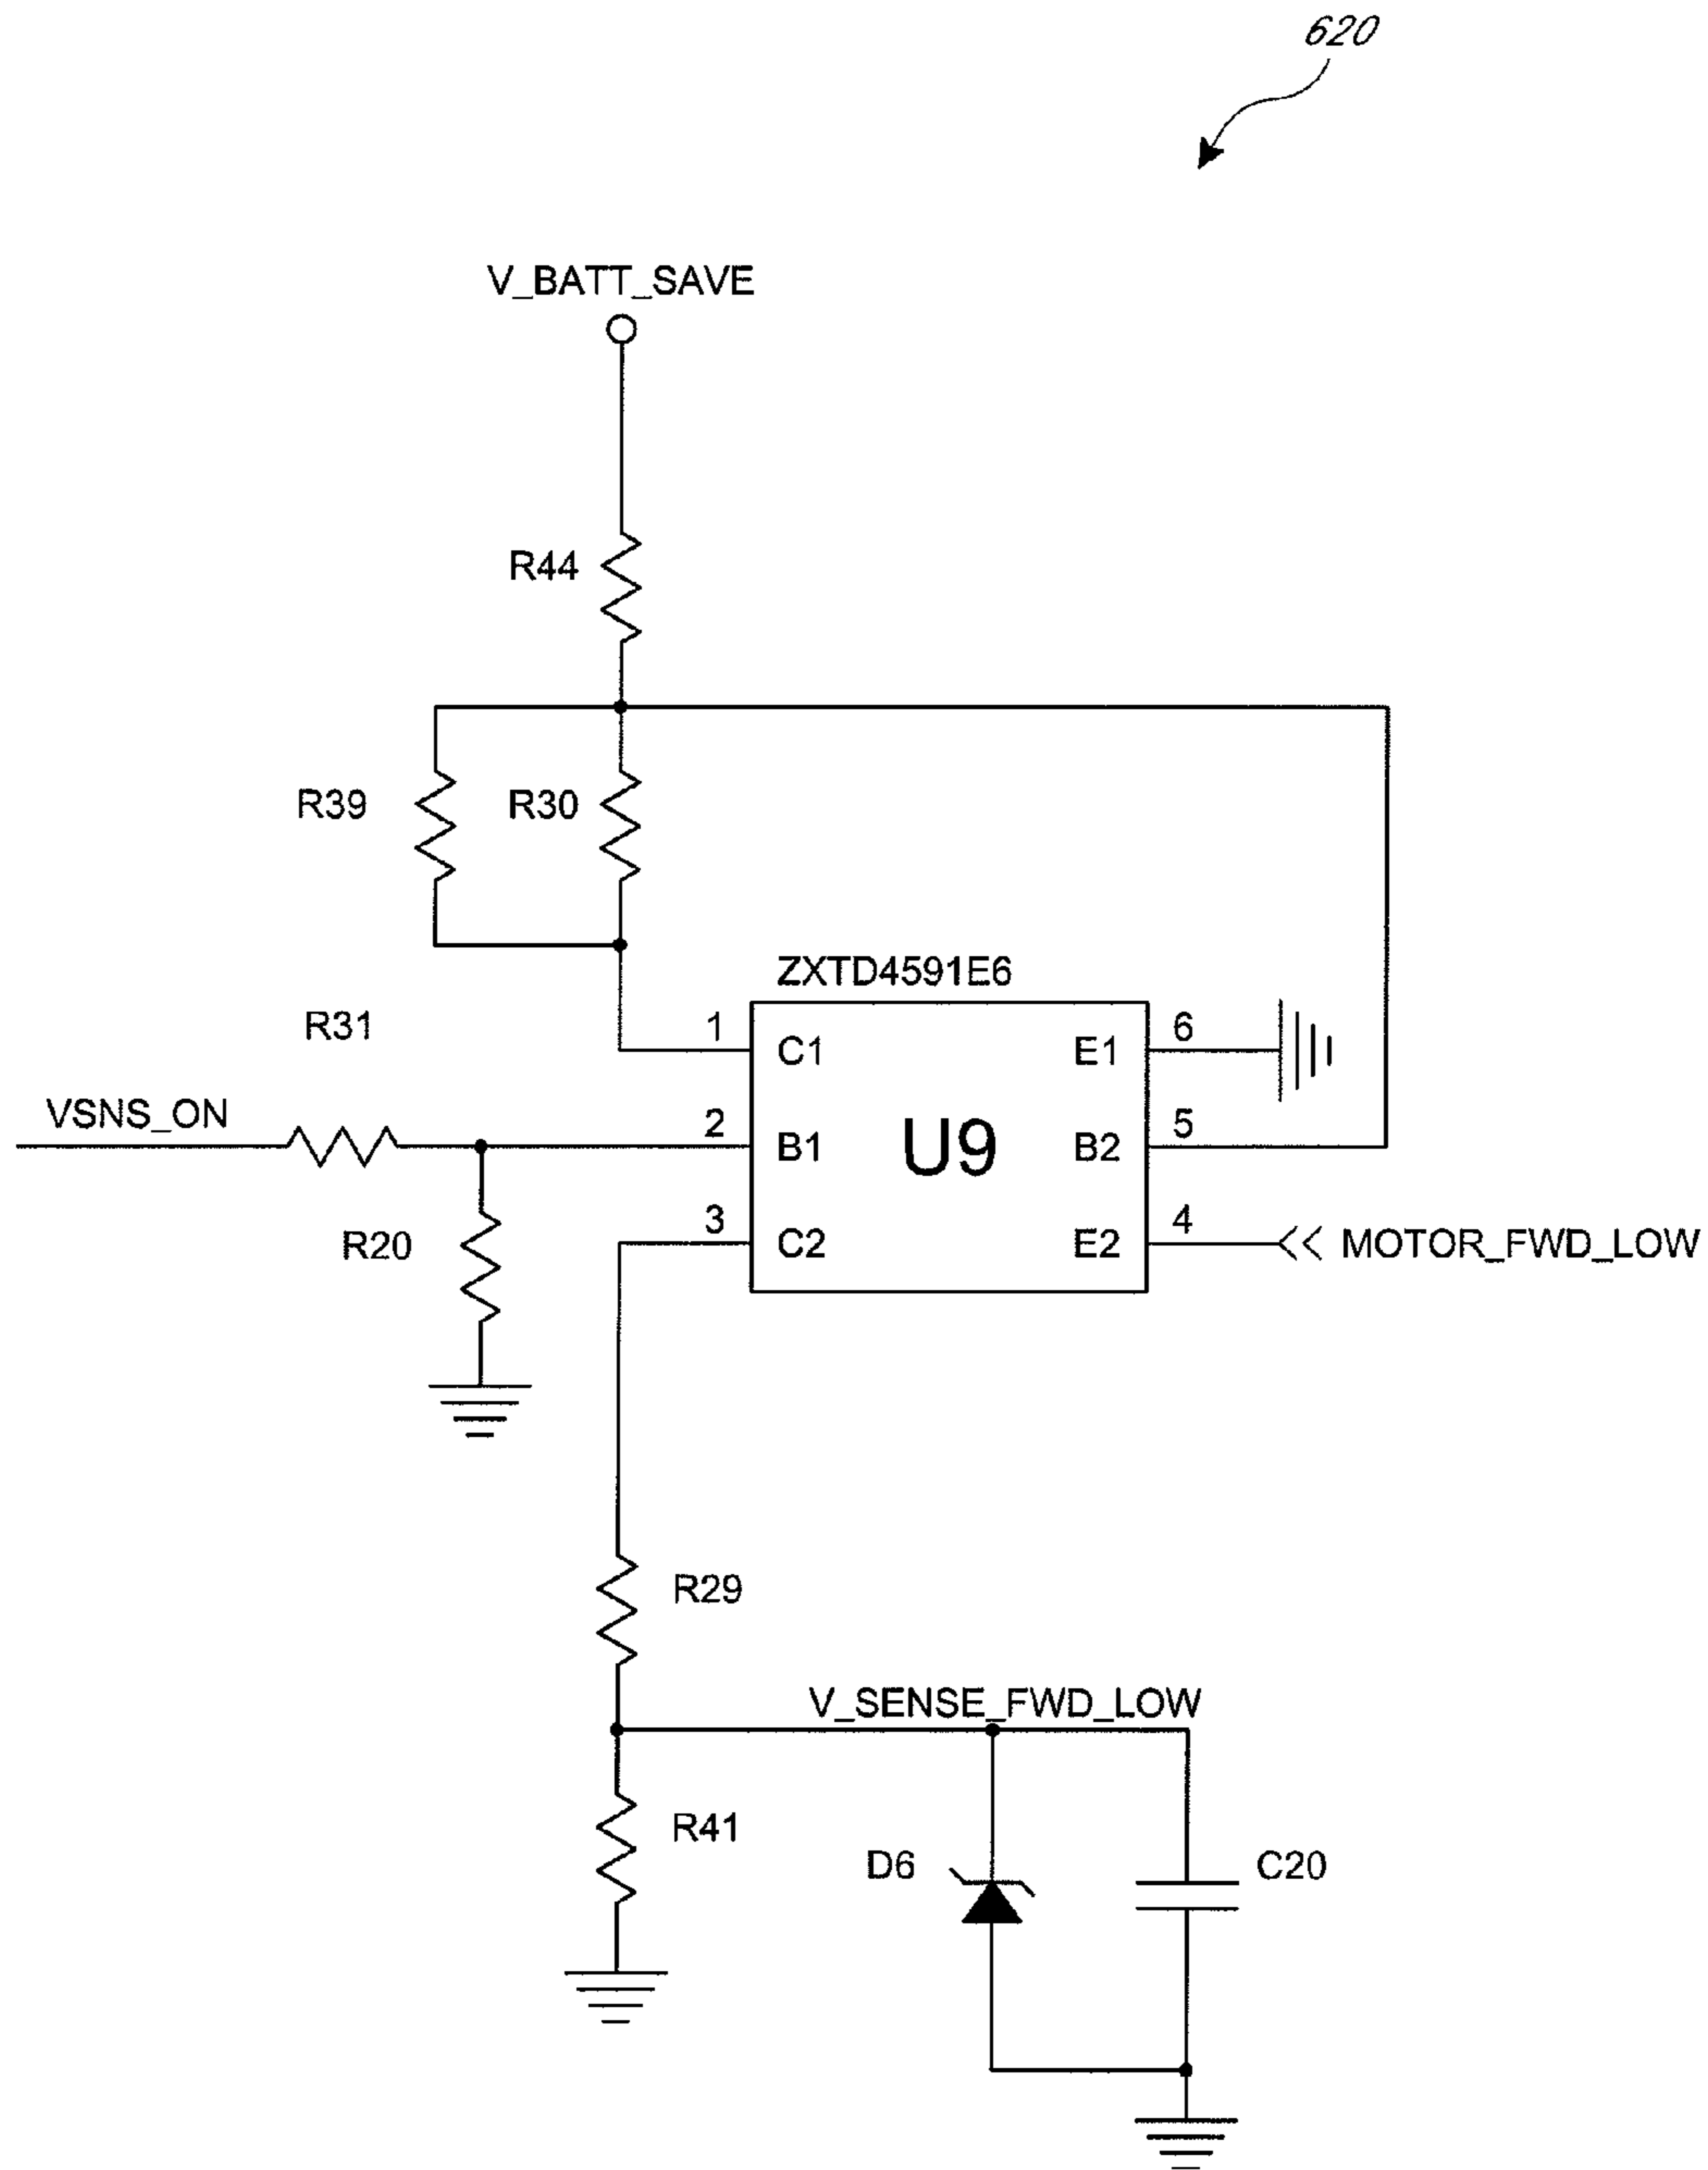 620
V_BATT_SAVE
R44
R39
R30
ZXTD4591E6
R31
1
C1
E1
6
VSNS_ON
2
B1
U9
B2
5
R20
3
C2
E2
4
MOTOR_FWD_LOW
R29
V_SENSE_FWD_LOW
R41
D6
C20